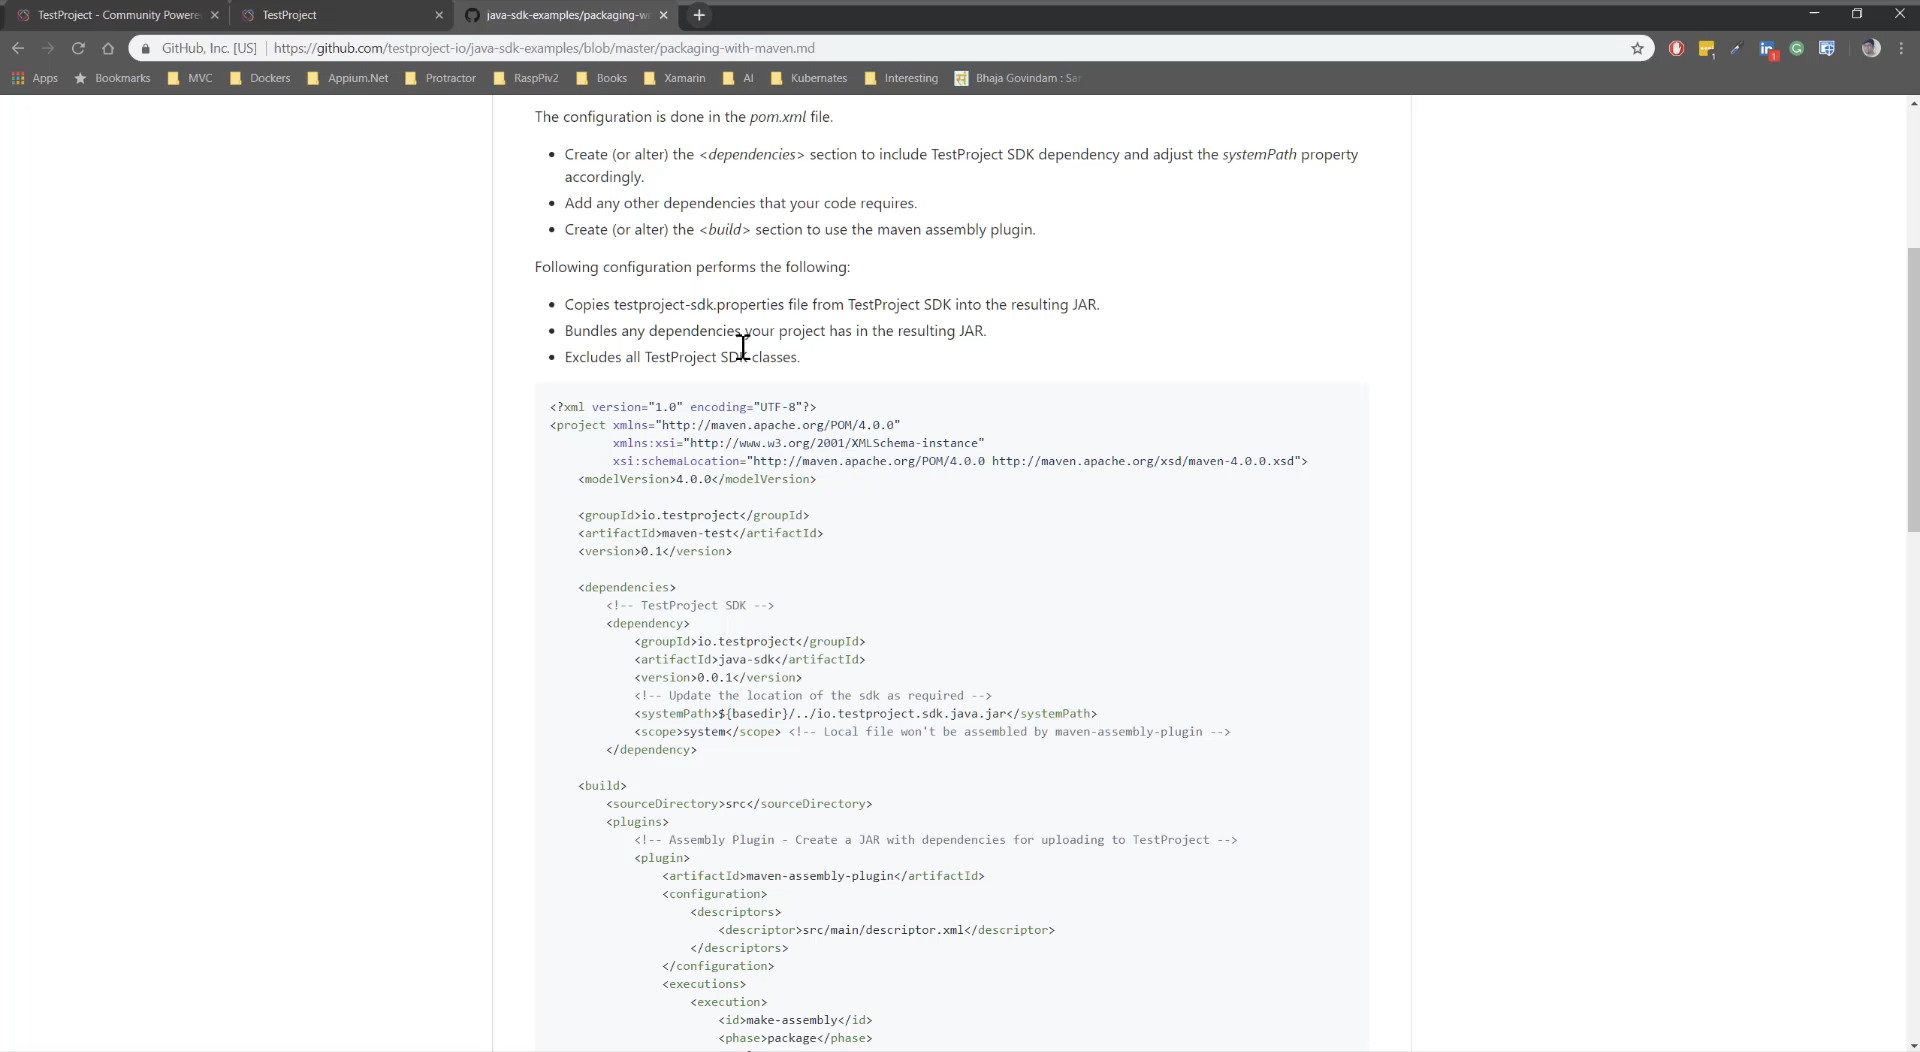 TestProject - Community Powere
TestProject
java-sdk-examples/packaging-wi
GitHub, Inc. [US]
https://github.com/testproject-io/java-sdk-examples/blob/master/packaging-with-maven.md
Apps
Bookmarks
MVC
Dockers
Appium.Net
Protractor
RaspPiv2
Books
Xamarin
AI
Kubernates
Interesting
Bhaja Govindam : Sa
The configuration is done in the pom.xml file.
Create (or alter) the <dependencies> section to include TestProject SDK dependency and adjust the systemPath property
accordingly.
Add any other dependencies that your code requires.
Create (or alter) the <build> section to use the maven assembly plugin.
Following configuration performs the following:
Copies testproject-sdk.properties file from TestProject SDK into the resulting JAR.
Bundles any dependencies your project has in the resulting JAR.
Excludes all TestProject SDK classes.
<?xml version="1.0" encoding="UTF-8"?>
<project xmlns="http://maven.apache.org/POM/4.0.0"
xmlns:xsi="http://www.w3.org/2001/XMLSchema-instance"
xsi:schemaLocation="http://maven.apache.org/POM/4.0.0 http://maven.apache.org/xsd/maven-4.0.0.xsd">
<modelVersion>4.0.0</modelVersion>
<groupId>io.testproject</groupId>
<artifactId>maven-test</artifactId>
<version>0.1</version>
<dependencies>
<!-- TestProject SDK -->
<dependency>
<groupId>io.testproject</groupId>
<artifactId>java-sdk</artifactId>
<version>0.0.1</version>
<!-- Update the location of the sdk as required -->
<systemPath>${basedir}/../io.testproject.sdk.java.jar</systemPath>
<scope>system</scope> <!-- Local file won't be assembled by maven-assembly-plugin -->
</dependency>
<build>
<sourceDirectory>src</sourceDirectory>
<plugins>
<!-- Assembly Plugin - Create a JAR with dependencies for uploading to TestProject -->
<plugin>
<artifactId>maven-assembly-plugin</artifactId>
<configuration>
<descriptors>
<descriptor>src/main/descriptor.xml</descriptor>
</descriptors>
</configuration>
<executions>
<execution>
<id>make-assembly</id>
<phase>package</phase>